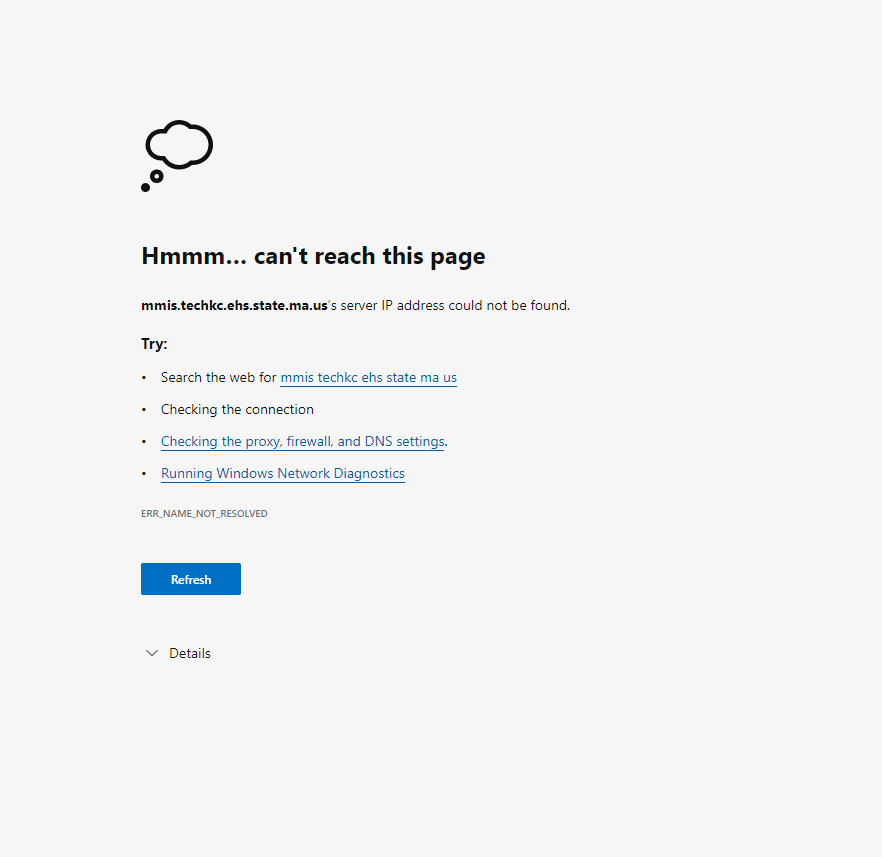 Hmmm... can't reach this page
mmis.techkc.ehs.state.ma.us's server IP address could not be found.
Try:
• Search the web for mmis techkc ehs state ma us
• Checking the connection
• Checking the proxy, firewall, and DNS settings.
• Running Windows Network Diagnostics
ERR_NAME_NOT_RESOLVED
Refresh
Details